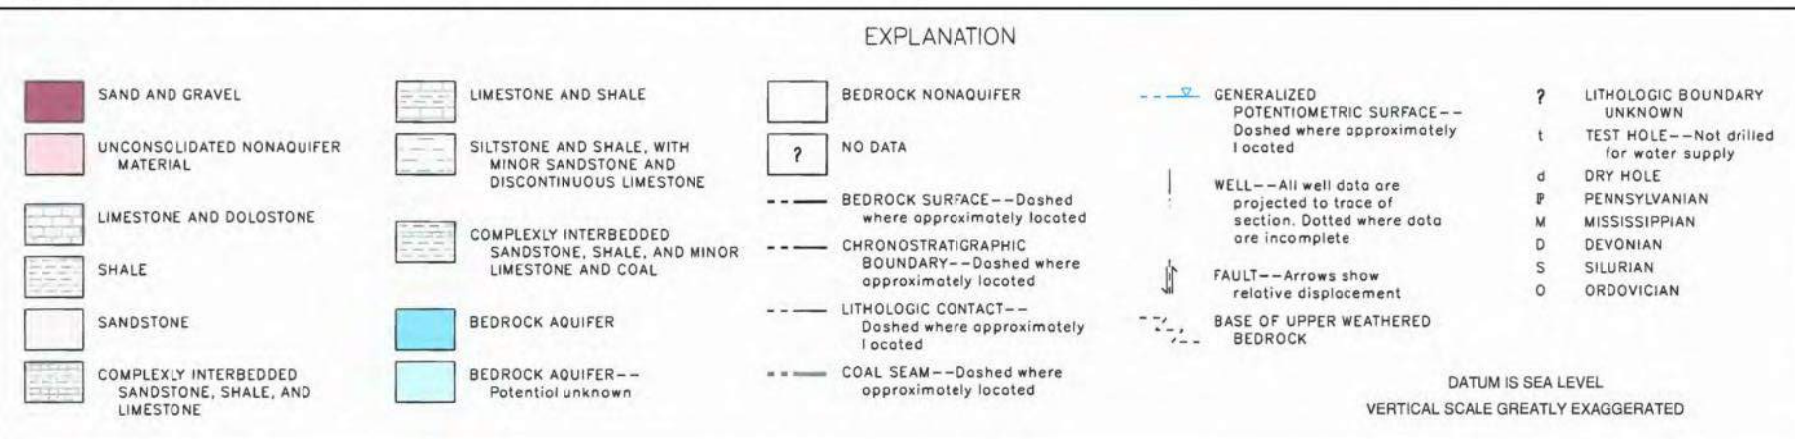 EXPLANATION
SAND AND GRAVEL
UNCONSOLIDATED NONAQUIFER
MATERIAL
LIMESTONE AND DOLOSTONE
SHALE
SANDSTONE
COMPLEXLY INTERBEDDED
SANDSTONE, SHALE, AND
LIMESTONE
LIMESTONE AND SHALE
SILTSTONE AND SHALE, WITH
MINOR SANDSTONE AND
DISCONTINUOUS LIMESTONE
COMPLEXLY INTERBEDDED
SANDSTONE, SHALE, AND MINOR
LIMESTONE AND COAL
BEDROCK AQUIFER
BEDROCK AQUIFER--
Potential unknown
BEDROCK NONAQUIFER
? NO DATA
BEDROCK SURFACE--Dashed
where approximately located
CHRONOSTRATIGRAPHIC
BOUNDARY--Dashed where
approximately located
LITHOLOGIC CONTACT--
Dashed where approximately
located
COAL SEAM--Dashed where
approximately located
GENERALIZED
POTENTIOMETRIC SURFACE--
Dashed where approximately
located
WELL--All well data are
projected to trace of
section. Dotted where data
are incomplete
FAULT--Arrows show
relative displacement
BASE OF UPPER WEATHERED
BEDROCK
? LITHOLOGIC BOUNDARY
UNKNOWN
t TEST HOLE--Not drilled
for water supply
d DRY HOLE
P PENNSYLVANIAN
M MISSISSIPPIAN
D DEVONIAN
S SILURIAN
O ORDOVICIAN
DATUM IS SEA LEVEL
VERTICAL SCALE GREATLY EXAGGERATED